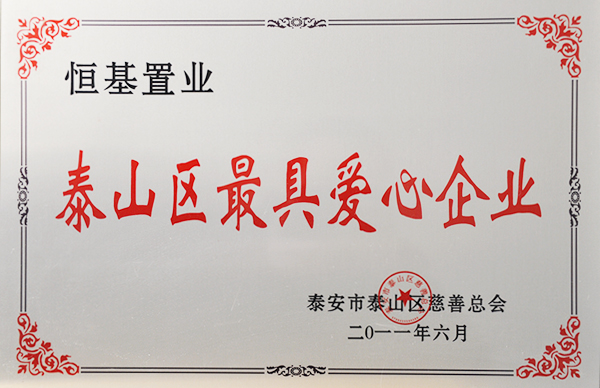 恒基置业
泰山区最具爱心企业
泰安市泰山区慈善总会
二〇一一年六月